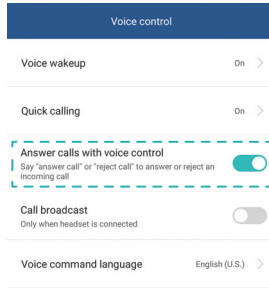 Voice control
Voice wakeup On
Quick calling On
Answer calls with voice control
Say "answer call" or "reject call" to answer or reject an
incoming call
Call broadcast
Only when headset is connected
Voice command language English (U.S.)